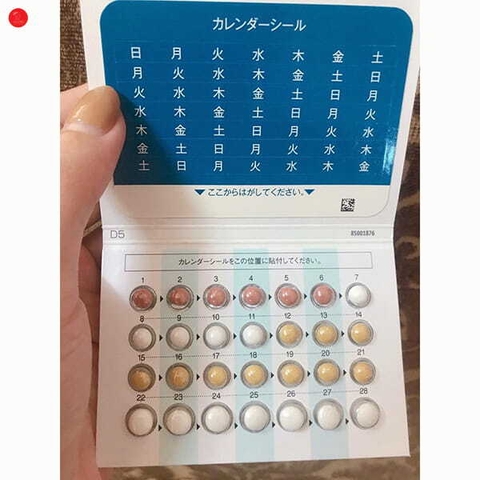 カレンダーシール
日 月 火 水 木 金 土
月 火 水 木 金 土 日
火 水 木 金 土 日 月
水 木 金 土 日 月 火
木 金 土 日 月 火 水
金 土 日 月 火 水 木
土 日 月 火 水 木 金
ここからはがしてください。
D5 85001876
カレンダーシールをこの位置に貼付してください。
1 2 3 4 5 6 7
8 9 10 11 12 13 14
15 16 17 18 19 20 21
22 23 24 25 26 27 28